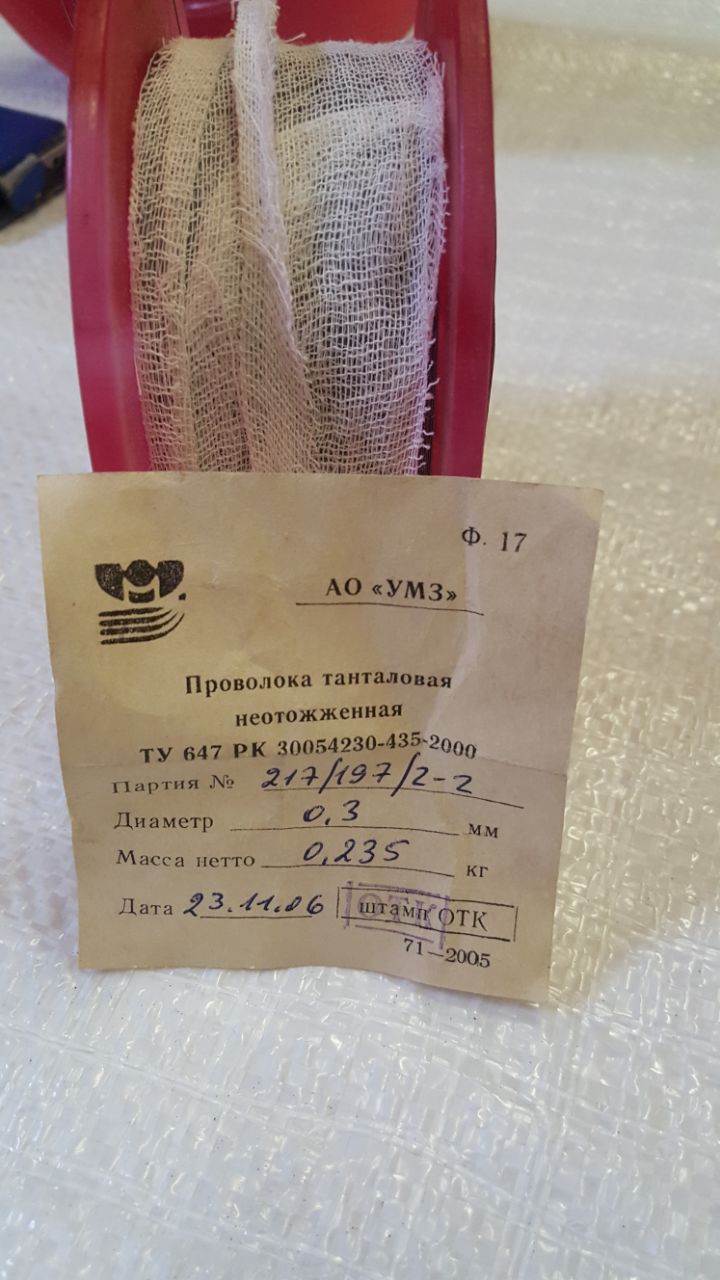 Ф. 17
АО «УМЗ»
Проволока танталовая
неотожженная
ТУ 647 РК 30054230-435-2000
Партия № 217/197/2-2
Диаметр 0,3 мм
Масса нетто 0,235 кг
Дата 23.11.06 ОТК штамп ОТК
71—2005